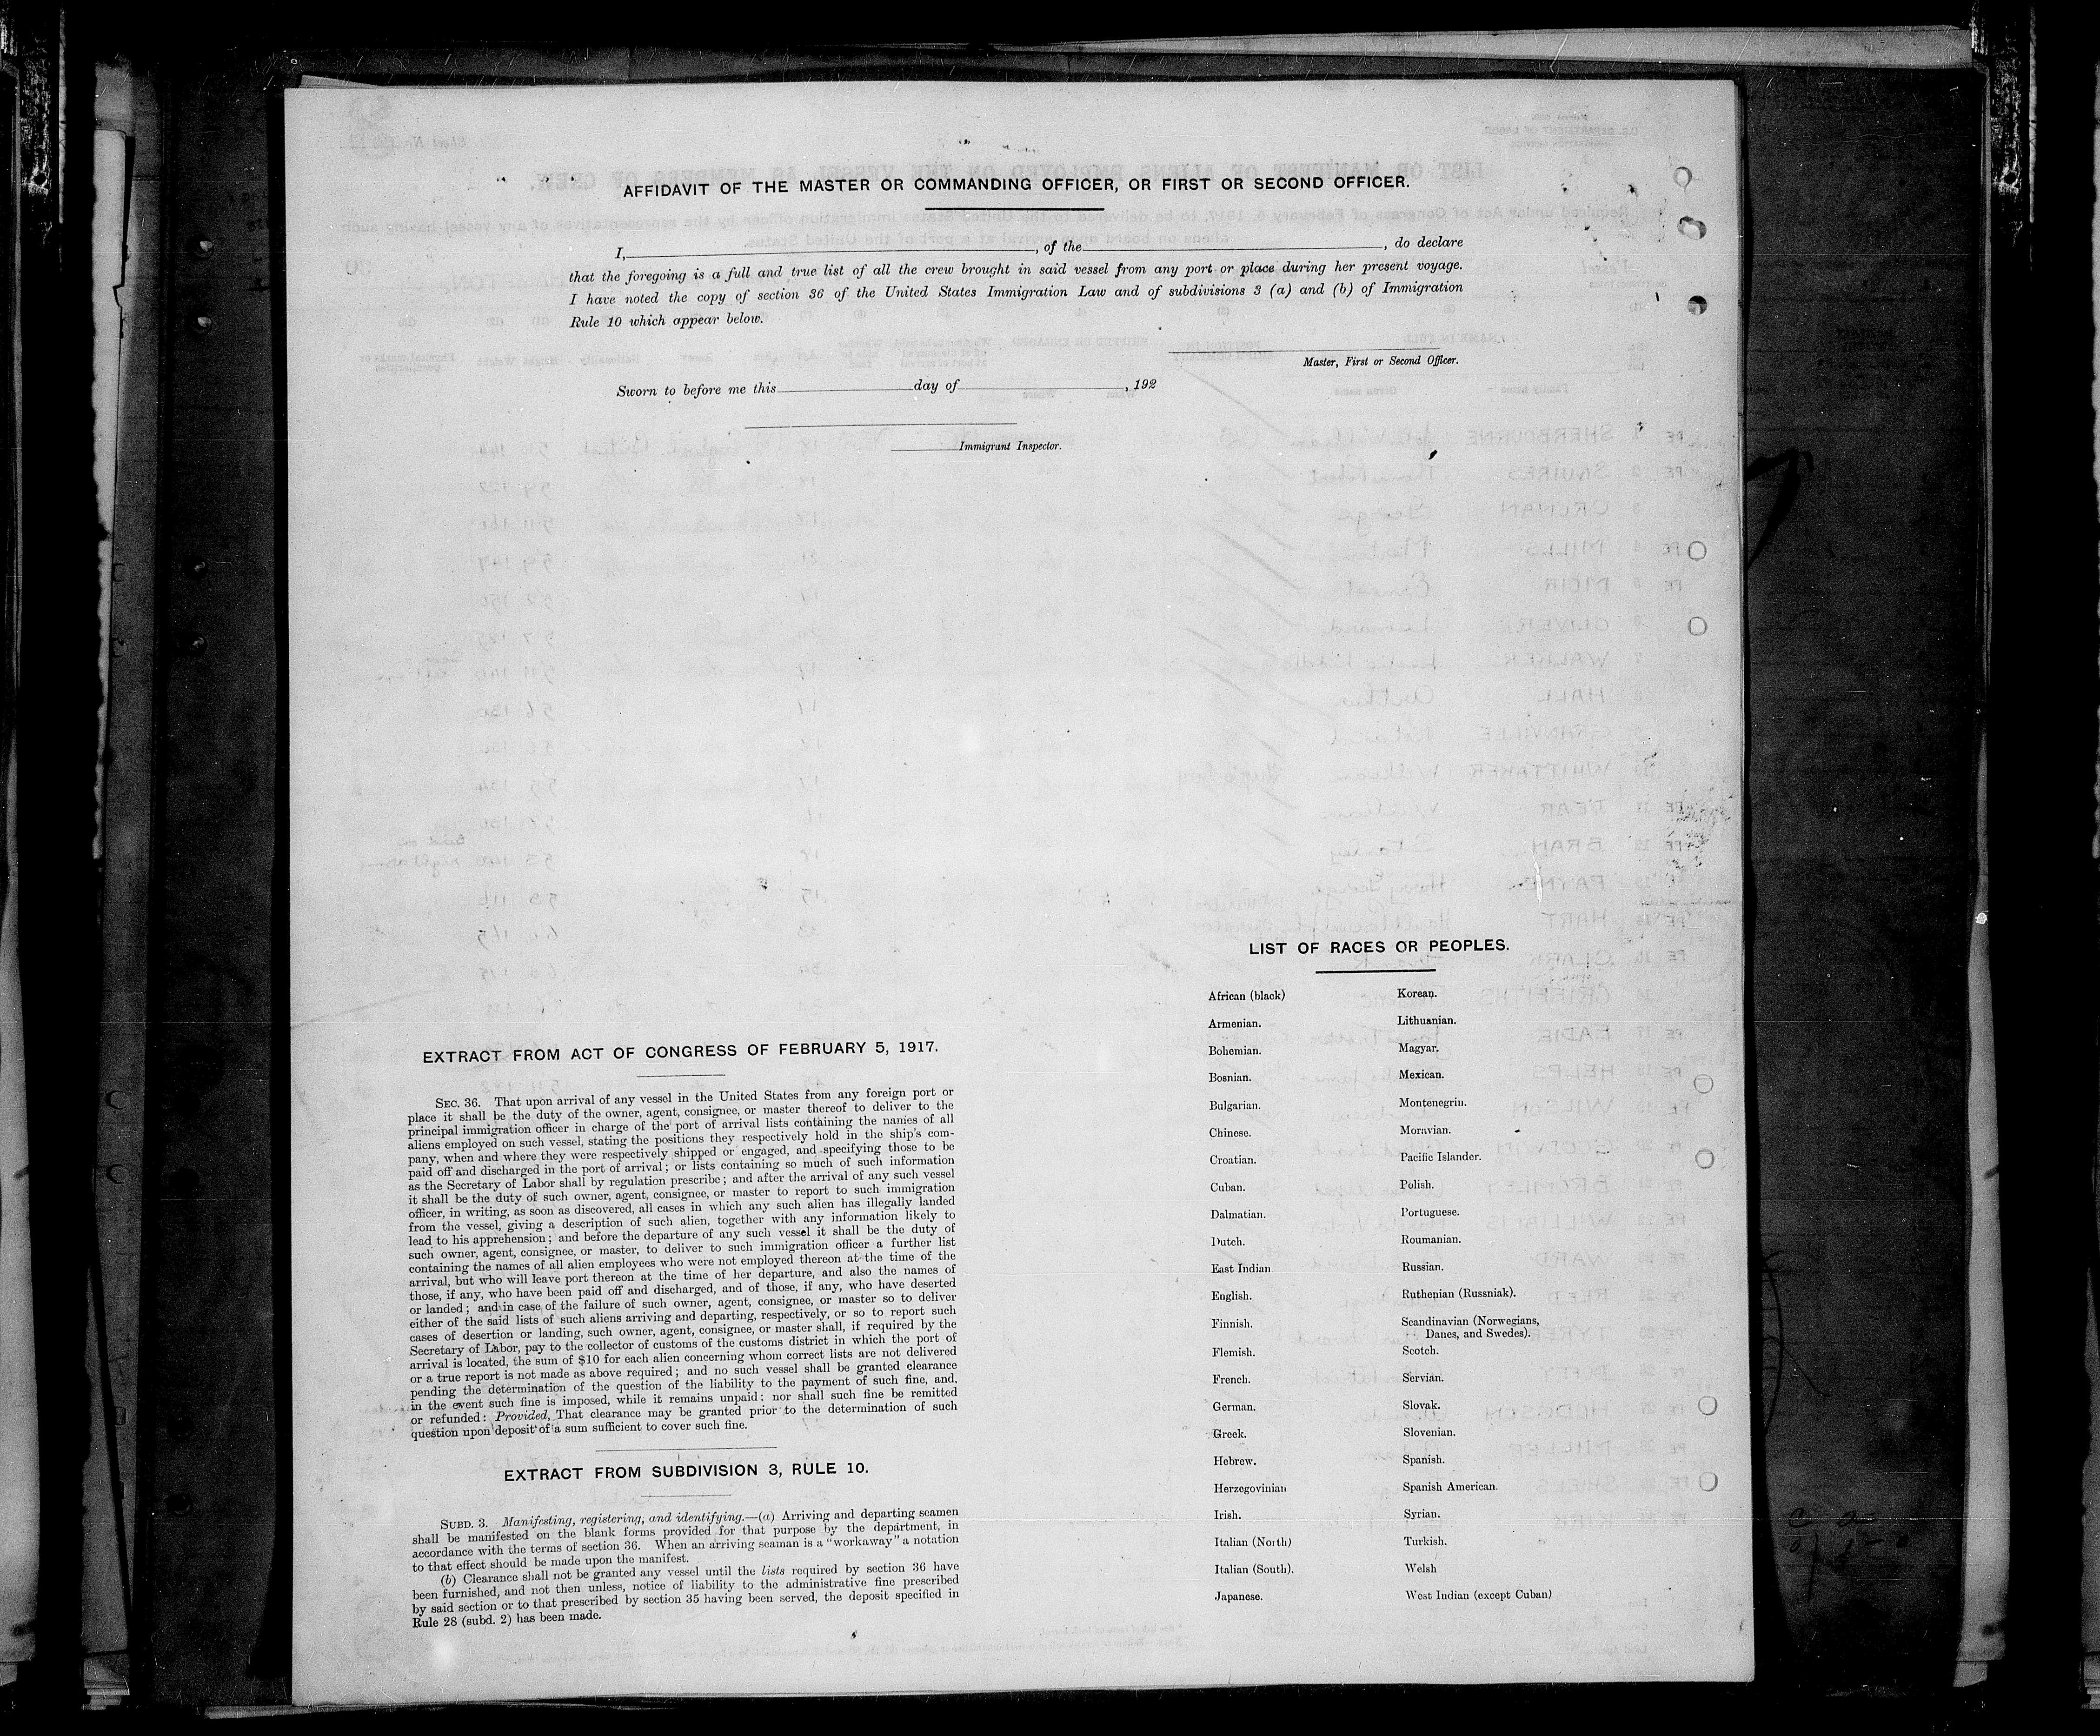 AFFIDAVIT OF THE MASTER OR COMMANDING OFFICER, OR FIRST OR SECOND OFFICER.
I, , of the , do declare
that the foregoing is a full and true list of all the crew brought in said vessel from any port or place during her present voyage.
I have noted the copy of section 36 of the United States Immigration Law and of subdivisions 3 (a) and (b) of Immigration
Rule 10 which appear below.
Master, First or Second Officer.
Sworn to before me this day of , 192
Immigrant Inspector.
EXTRACT FROM ACT OF CONGRESS OF FEBRUARY 5, 1917.
SEC. 36. That upon arrival of any vessel in the United States from any foreign port or
place it shall be the duty of the owner, agent, consignee, or master thereof to deliver to the
principal immigration officer in charge of the port of arrival lists containing the names of all
aliens employed on such vessel, stating the positions they respectively hold in the ship's com-
pany, when and where they were respectively shipped or engaged, and specifying those to be
paid off and discharged in the port of arrival; or lists containing so much of such information
as the Secretary of Labor shall by regulation prescribe; and after the arrival of any such vessel
it shall be the duty of such owner, agent, consignee, or master to report to such immigration
officer, in writing, as soon as discovered, all cases in which any such alien has illegally landed
from the vessel, giving a description of such alien, together with any information likely to
lead to his apprehension; and before the departure of any such vessel it shall be the duty of
such owner, agent, consignee, or master, to deliver to such immigration officer a further list
containing the names of all alien employees who were not employed thereon at the time of the
arrival, but who will leave port thereon at the time of her departure, and also the names of
those, if any, who have been paid off and discharged, and of those, if any, who have deserted
or landed; and in case of the failure of such owner, agent, consignee, or master so to deliver
either of the said lists of such aliens arriving and departing, respectively, or so to report such
cases of desertion or landing, such owner, agent, consignee, or master shall, if required by the
Secretary of Labor, pay to the collector of customs of the customs district in which the port of
arrival is located, the sum of $10 for each alien concerning whom correct lists are not delivered
or a true report is not made as above required; and no such vessel shall be granted clearance
pending the determination of the question of the liability to the payment of such fine, and,
in the event such fine is imposed, while it remains unpaid; nor shall such fine be remitted
or refunded: Provided, That clearance may be granted prior to the determination of such
question upon deposit of a sum sufficient to cover such fine.
EXTRACT FROM SUBDIVISION 3, RULE 10.
SUBD. 3. Manifesting, registering, and identifying.—(a) Arriving and departing seamen
shall be manifested on the blank forms provided for that purpose by the department, in
accordance with the terms of section 36. When an arriving seaman is a "workaway" a notation
to that effect should be made upon the manifest.
(b) Clearance shall not be granted any vessel until the lists required by section 36 have
been furnished, and not then unless, notice of liability to the administrative fine prescribed
by said section or to that prescribed by section 35 having been served, the deposit specified in
Rule 28 (subd. 2) has been made.
LIST OF RACES OR PEOPLES.
African (black)
Armenian.
Bohemian.
Bosnian.
Bulgarian.
Chinese.
Croatian.
Cuban.
Dalmatian.
Dutch.
East Indian
English.
Finnish.
Flemish.
French.
German.
Greek.
Hebrew.
Herzegovinian
Irish.
Italian (North)
Italian (South).
Japanese.
Korean.
Lithuanian.
Magyar.
Mexican.
Montenegrin.
Moravian.
Pacific Islander.
Polish.
Portuguese.
Roumanian.
Russian.
Ruthenian (Russniak).
Scandinavian (Norwegians,
Danes, and Swedes).
Scotch.
Servian.
Slovak.
Slovenian.
Spanish.
Spanish American.
Syrian.
Turkish.
Welsh
West Indian (except Cuban)